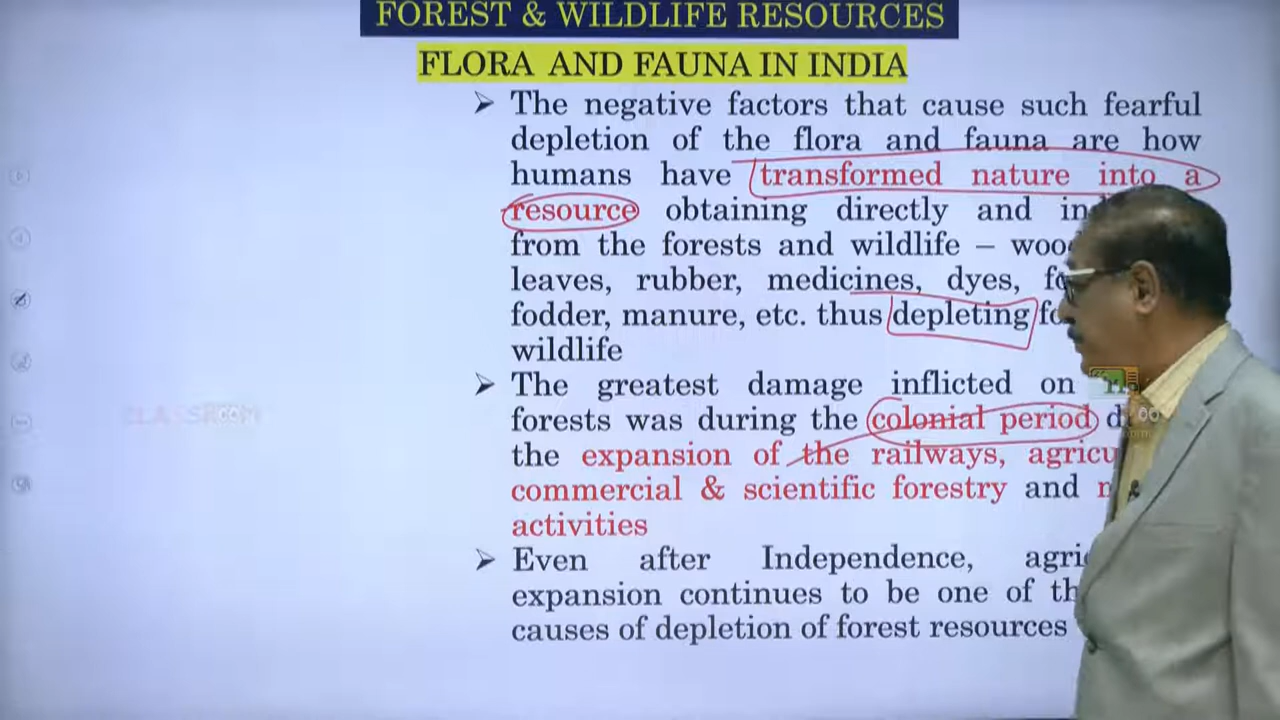 FOREST & WILDLIFE RESOURCES
FLORA AND FAUNA IN INDIA
➤ The negative factors that cause such fearful
depletion of the flora and fauna are how
humans have transformed nature into a
resource obtaining directly and
from the forests and wildlife –
leaves, rubber, medicines, dyes,
fodder, manure, etc. thus depleting
wildlife
➤ The greatest damage inflicted on
forests was during the colonial period
the expansion of the railways,
commercial & scientific forestry and
activities
➤ Even after Independence,
expansion continues to be one of
causes of depletion of forest resources